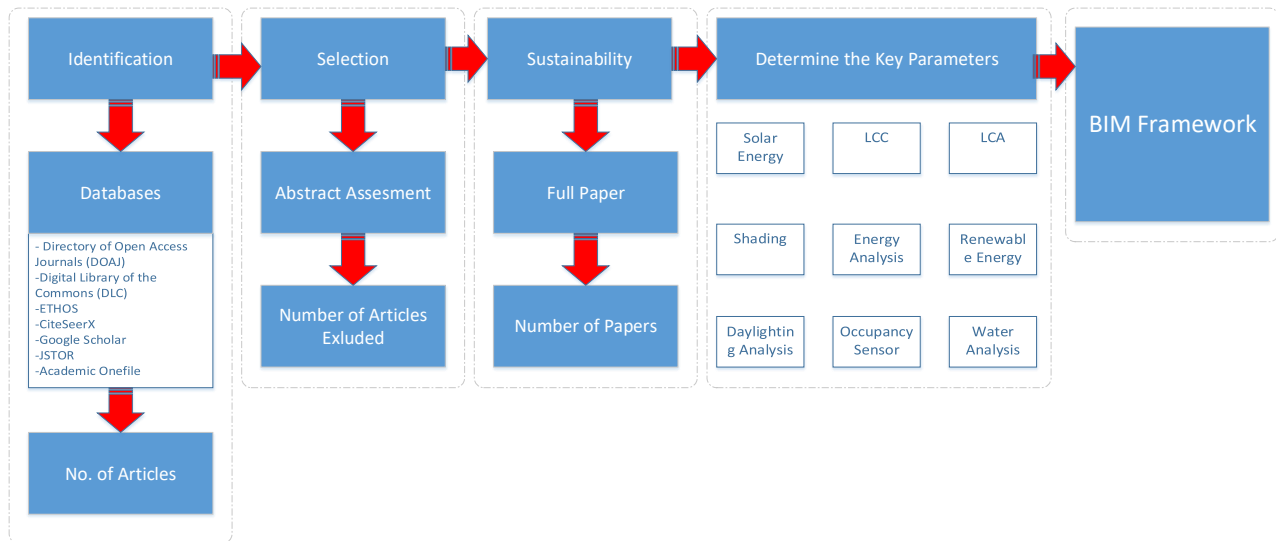 Identification
Databases
- Directory of Open Access
Journals (DOAJ)
-Digital Library of the
Commons (DLC)
-ETHOS
-CiteSeerX
-Google Scholar
-JSTOR
-Academic Onefile
No. of Articles
Selection
Abstract Assesment
Number of Articles
Exluded
Sustainability
Full Paper
Number of Papers
Determine the Key Parameters
Solar
Energy
LCC
LCA
Shading
Energy
Analysis
Renewabl
e Energy
Daylightin
g Analysis
Occupancy
Sensor
Water
Analysis
BIM Framework